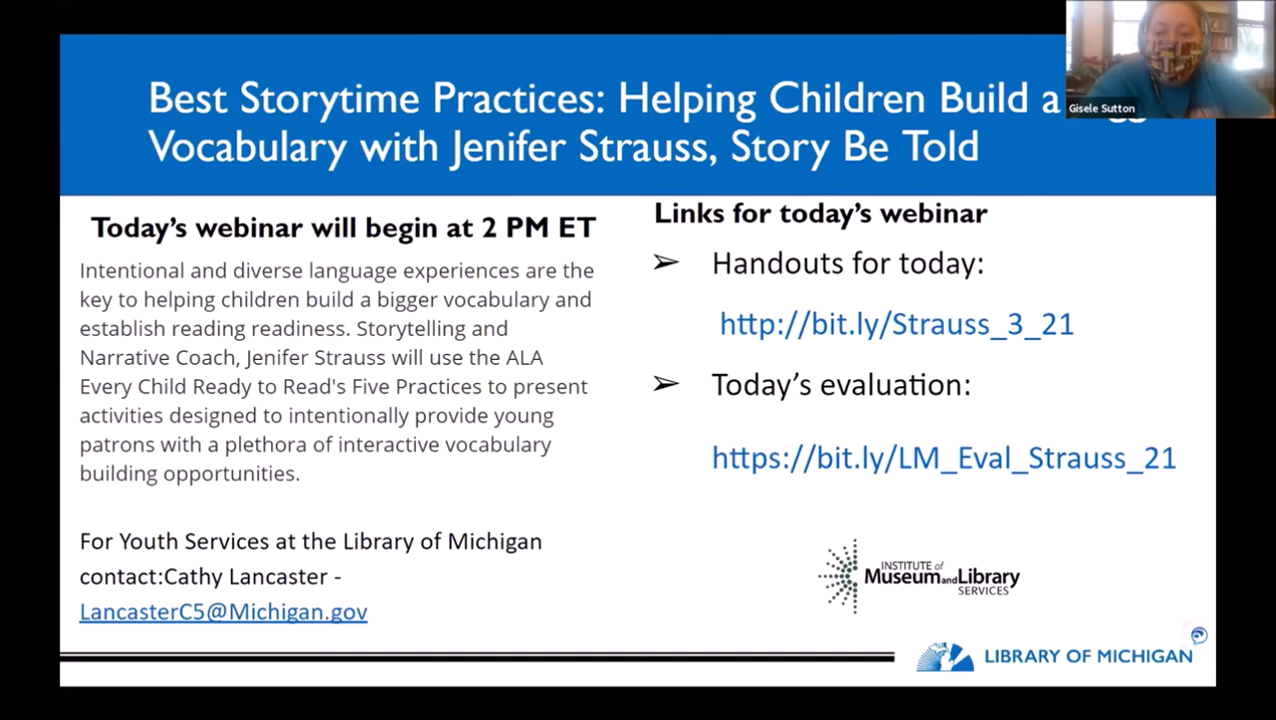 Best Storytime Practices: Helping Children Build a
Vocabulary with Jenifer Strauss, Story Be Told
Gisele Sutton
Today's webinar will begin at 2 PM ET
Intentional and diverse language experiences are the
key to helping children build a bigger vocabulary and
establish reading readiness. Storytelling and
Narrative Coach, Jenifer Strauss will use the ALA
Every Child Ready to Read's Five Practices to present
activities designed to intentionally provide young
patrons with a plethora of interactive vocabulary
building opportunities.
For Youth Services at the Library of Michigan
contact:Cathy Lancaster -
LancasterC5@Michigan.gov
Links for today's webinar
➢ Handouts for today:
http://bit.ly/Strauss_3_21
➢ Today's evaluation:
https://bit.ly/LM_Eval_Strauss_21
INSTITUTE of
Museum and Library
SERVICES
LIBRARY OF MICHIGAN